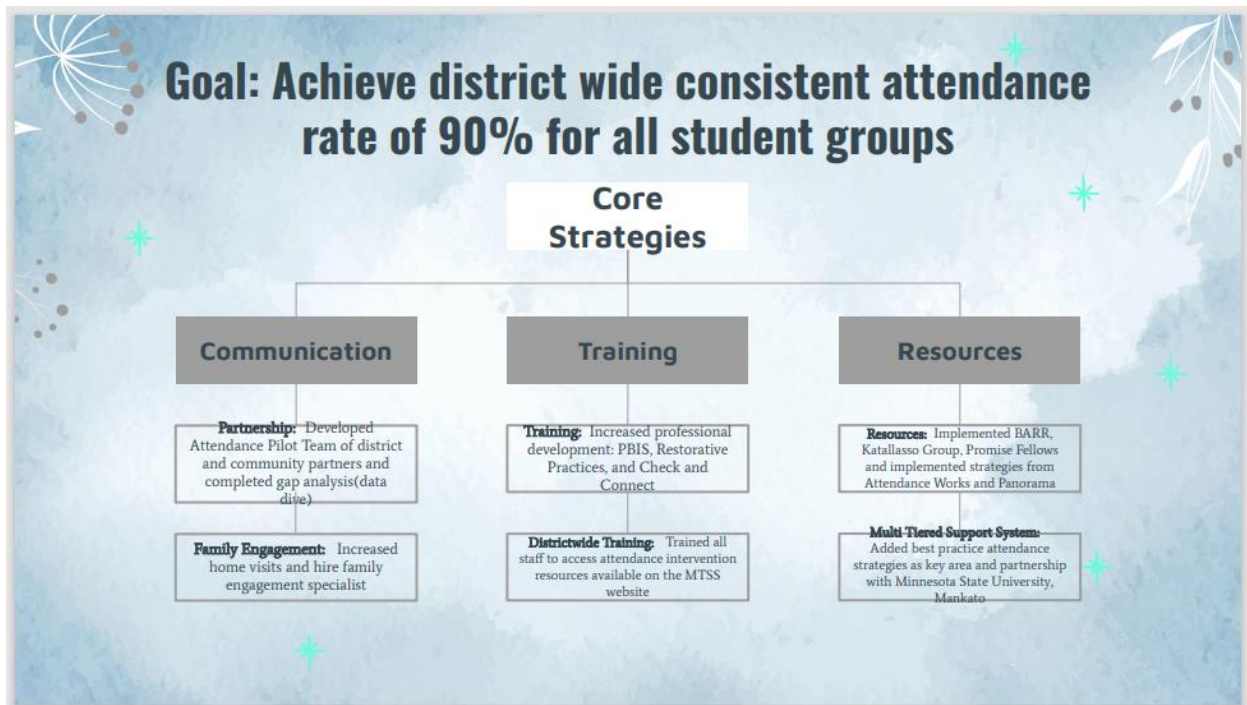 Goal: Achieve district wide consistent attendance
rate of 90% for all student groups
Core
Strategies
Communication
Training
Resources
Partnership: Developed
Attendance Pilot Team of district
and community partners and
completed gap analysis(data
dive)
Family Engagement: Increased
home visits and hire family
engagement specialist
Training: Increased professional
development: PBIS, Restorative
Practices, and Check and
Connect
Districtwide Training: Trained all
staff to access attendance intervention
resources available on the MTSS
website
Resources: Implemented BARR,
Katallasso Group, Promise Fellows
and implemented strategies from
Attendance Works and Panorama
Multi Tiered Support System:
Added best practice attendance
strategies as key area and partnership
with Minnesota State University,
Mankato